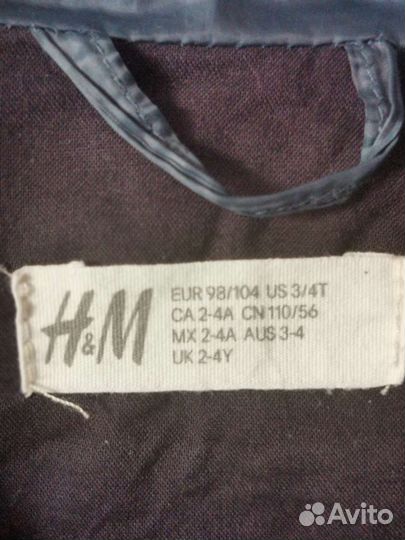 H&M
EUR 98/104 US 3/4T
CA 2-4A CN 110/56
MX 2-4A AUS 3-4
UK 2-4Y
Avito